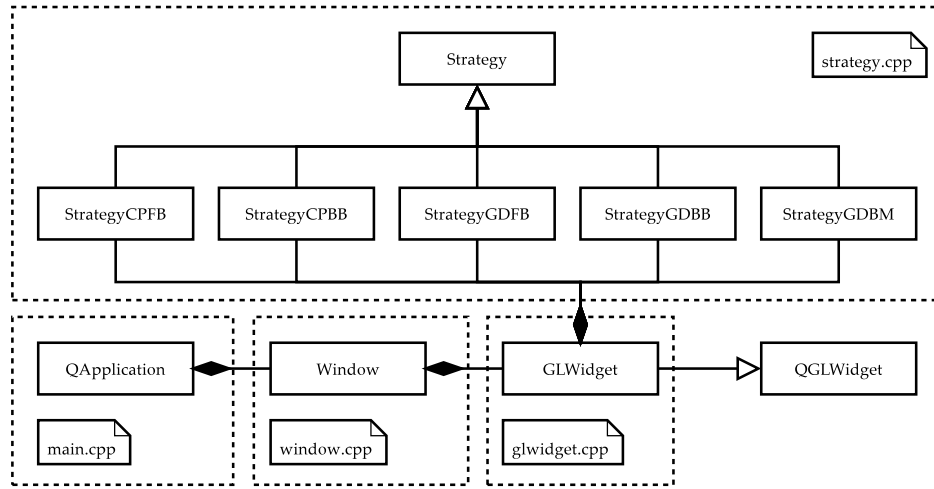 Strategy
strategy.cpp
StrategyCPFB
StrategyCPBB
StrategyGDFB
StrategyGDBB
StrategyGDBM
QApplication
Window
GLWidget
QGLWidget
main.cpp
window.cpp
glwidget.cpp